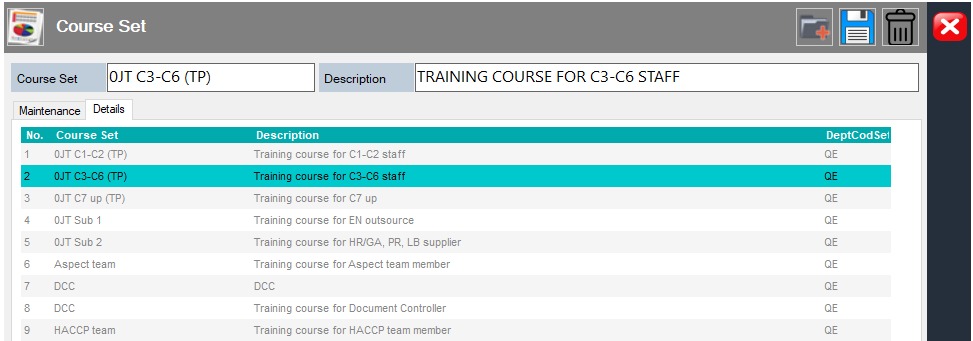 Course Set
Course Set 0JT C3-C6 (TP) Description TRAINING COURSE FOR C3-C6 STAFF
Maintenance Details
No. Course Set Description DeptCodSet
1 0JT C1-C2 (TP) Training course for C1-C2 staff QE
2 0JT C3-C6 (TP) Training course for C3-C6 staff QE
3 0JT C7 up (TP) Training course for C7 up QE
4 0JT Sub 1 Training course for EN outsource QE
5 0JT Sub 2 Training course for HR/GA, PR, LB supplier QE
6 Aspect team Training course for Aspect team member QE
7 DCC DCC QE
8 DCC Training course for Document Controller QE
9 HACCP team Training course for HACCP team member QE